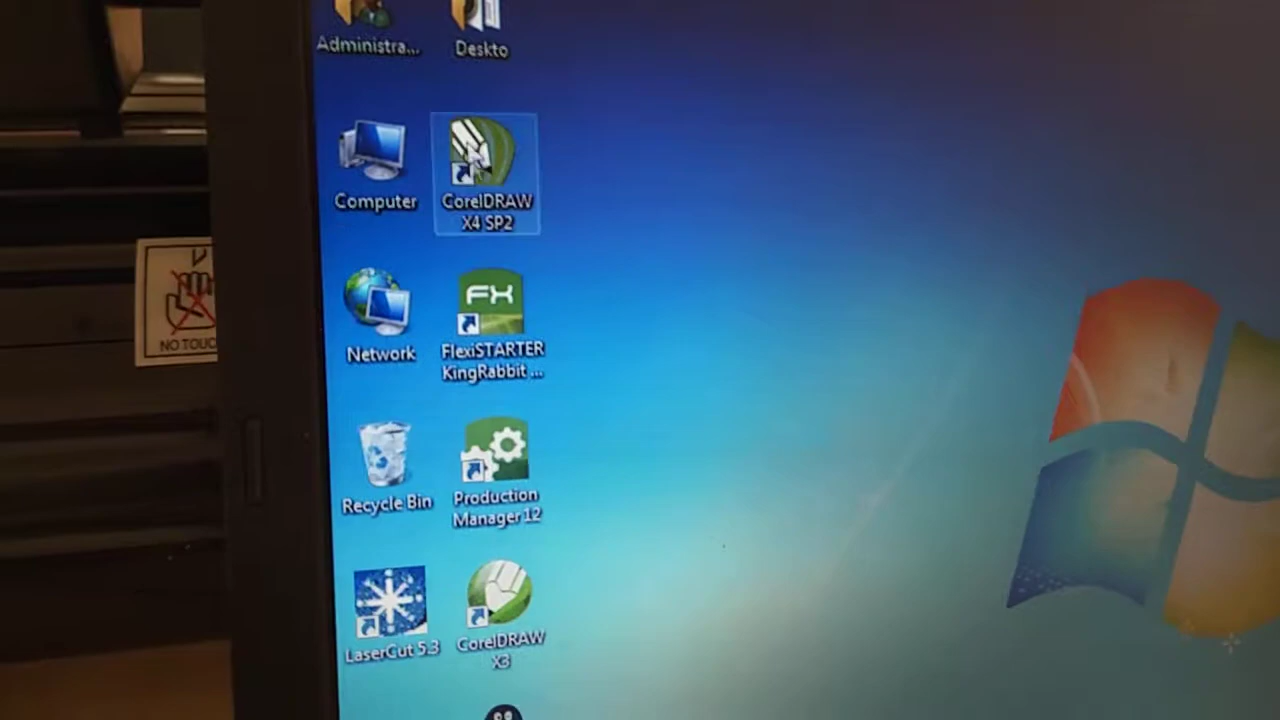 Administra...
Deskto
Computer
CorelDRAW
X4 SP2
NO TOUC
Network
FX
FlexiSTARTER
KingRabbit ...
Recycle Bin
Production
Manager 12
LaserCut 5.3
CorelDRAW
X3